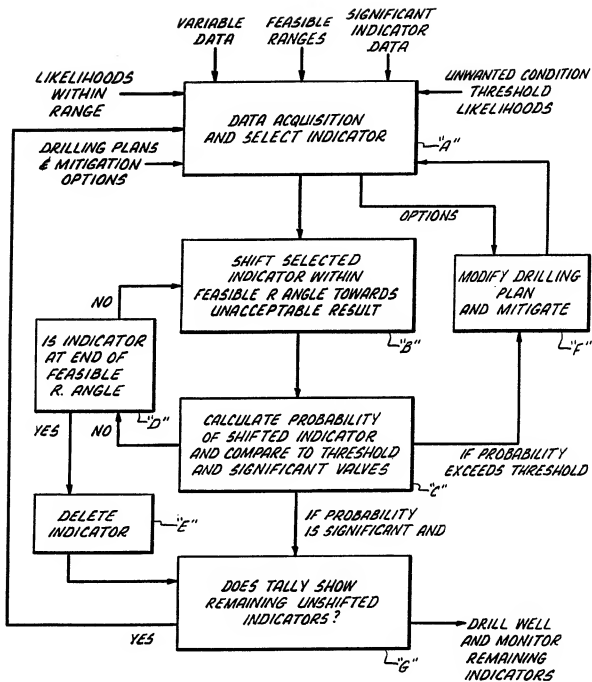 VARIABLE
DATA
FEASIBLE
RANGES
SIGNIFICANT
INDICATOR
DATA
LIKELIHOODS
WITHIN
RANGE
UNWANTED CONDITION
THRESHOLD
LIKELIHOODS
DATA ACQUISITION
AND SELECT INDICATOR
"A"
DRILLING PLANS
& MITIGATION
OPTIONS
OPTIONS
SHIFT SELECTED
INDICATOR WITHIN
FEASIBLE R ANGLE TOWARDS
UNACCEPTABLE RESULT
"B"
MODIFY DRILLING
PLAN
AND MITIGATE
"F"
NO
IS INDICATOR
AT END OF
FEASIBLE
R. ANGLE
"D"
YES
NO
CALCULATE PROBABILITY
OF SHIFTED INDICATOR
AND COMPARE TO THRESHOLD
AND SIGNIFICANT VALVES
"C"
IF PROBABILITY
EXCEEDS THRESHOLD
DELETE
INDICATOR
"E"
IF PROBABILITY
IS SIGNIFICANT AND
DOES TALLY SHOW
REMAINING UNSHIFTED
INDICATORS?
"G"
YES
DRILL WELL
AND MONITOR
REMAINING
INDICATORS